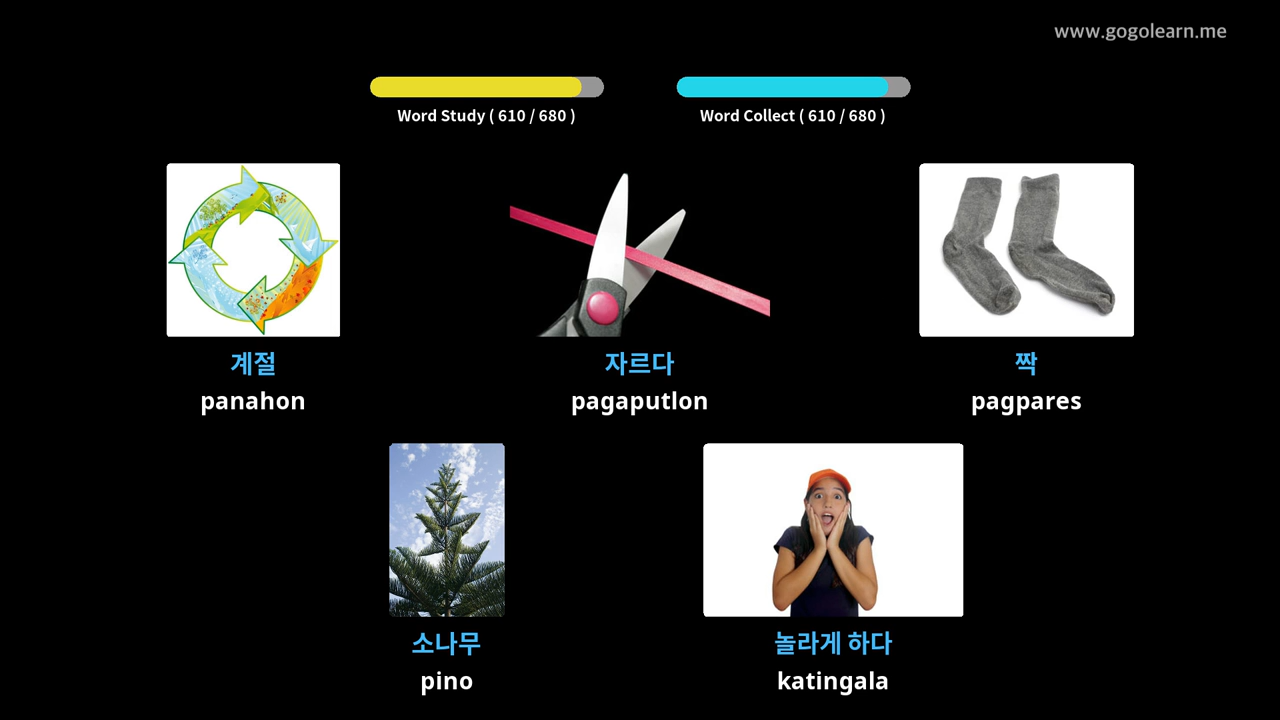 www.gogolearn.me
Word Study ( 610 / 680 )
Word Collect ( 610 / 680 )
계절
panahon
자르다
pagaputlon
짝
pagpares
소나무
pino
놀라게 하다
katingala